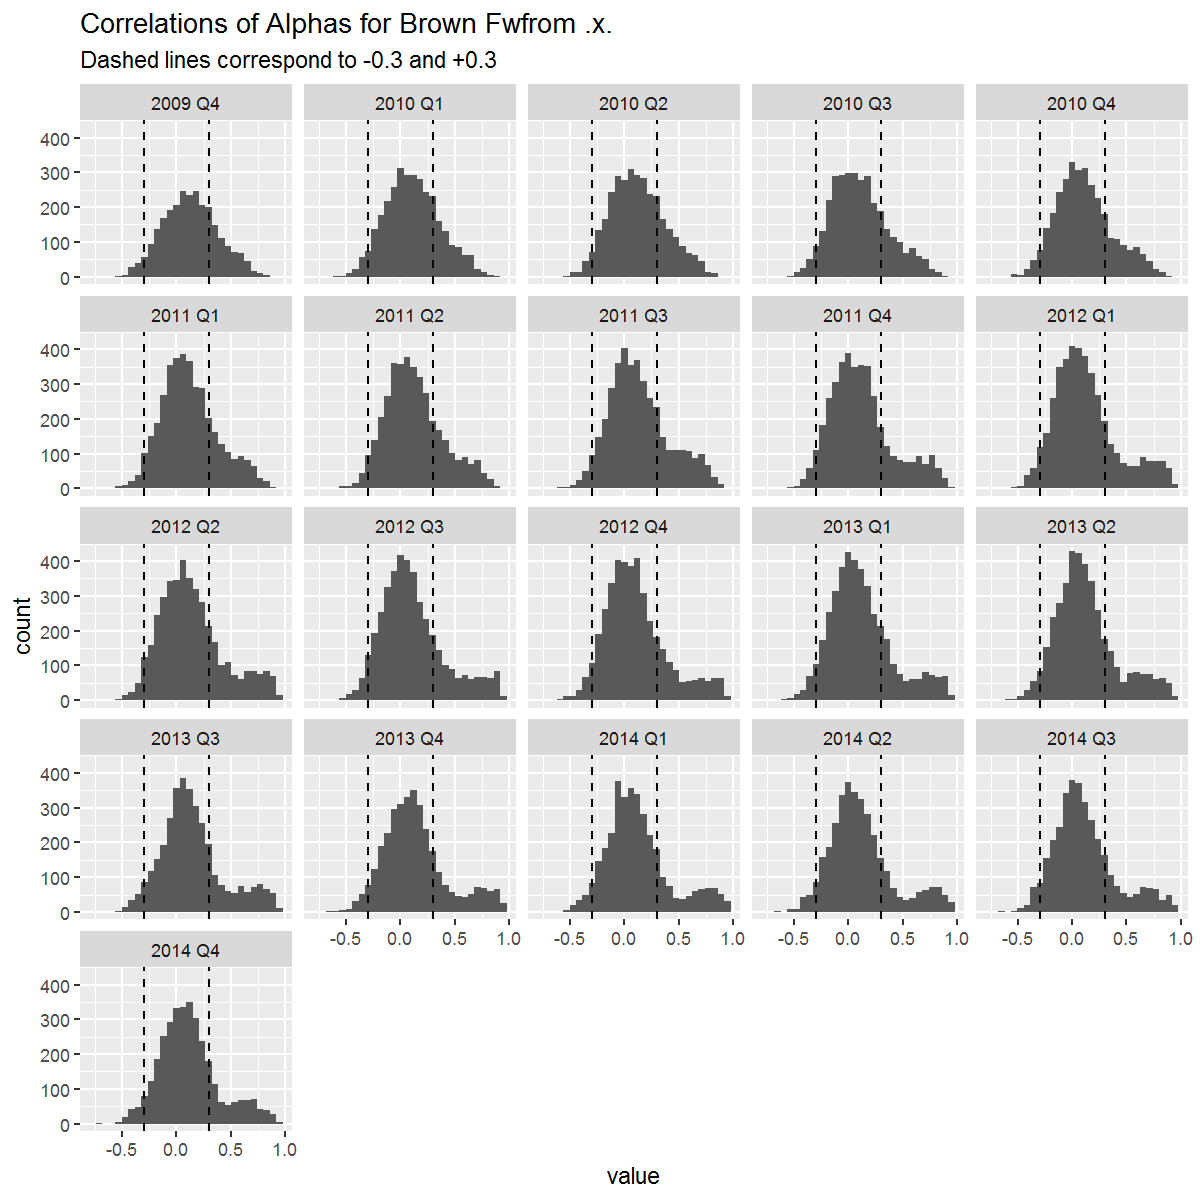 Correlations of Alphas for Brown Fwfrom .x.
Dashed lines correspond to -0.3 and +0.3
2009 Q4 2010 Q1 2010 Q2 2010 Q3 2010 Q4
400
300
200
100
0
2011 Q1 2011 Q2 2011 Q3 2011 Q4 2012 Q1
400
300
200
100
0
2012 Q2 2012 Q3 2012 Q4 2013 Q1 2013 Q2
400
300
200
100
0
count
2013 Q3 2013 Q4 2014 Q1 2014 Q2 2014 Q3
400
300
200
100
0
-0.5 0.0 0.5 1.0 -0.5 0.0 0.5 1.0 -0.5 0.0 0.5 1.0 -0.5 0.0 0.5 1.0
2014 Q4
400
300
200
100
0
-0.5 0.0 0.5 1.0
value